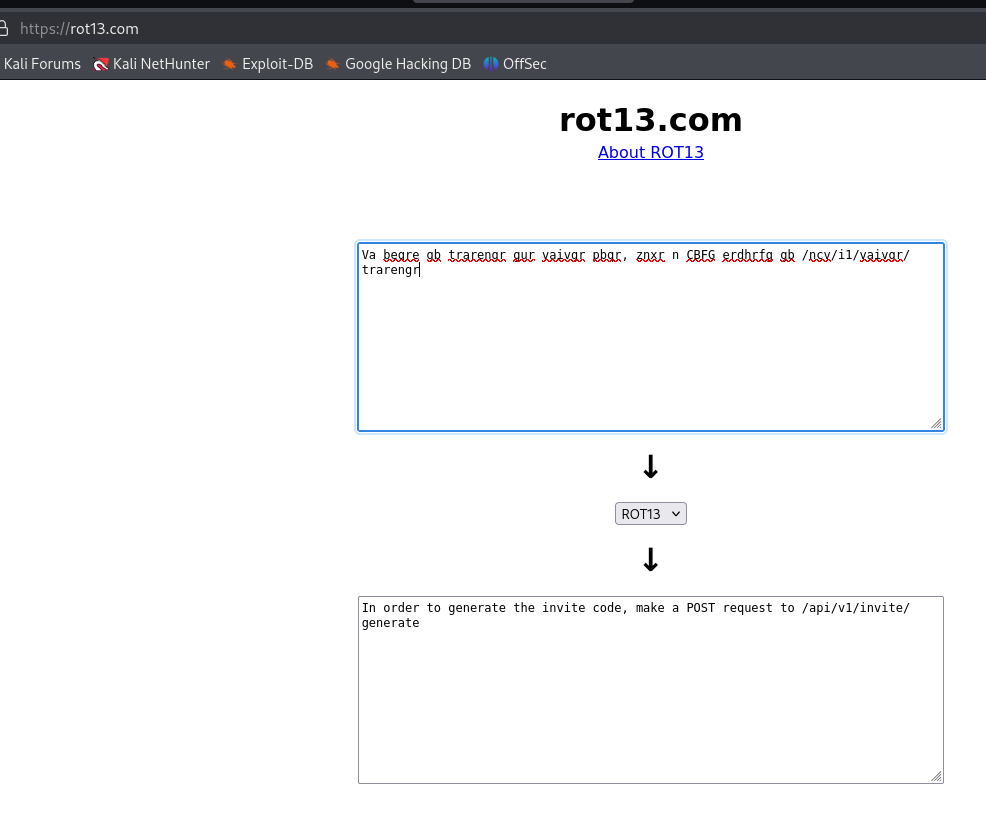 https://rot13.com
Kali Forums Kali NetHunter Exploit-DB Google Hacking DB OffSec
rot13.com
About ROT13
Va beqre gb trarengr gur vaivgr pbqr, znxr n CBFG erdhrfg gb /ncv/i1/vaivgr/
trarengr
↓
ROT13
↓
In order to generate the invite code, make a POST request to /api/v1/invite/
generate